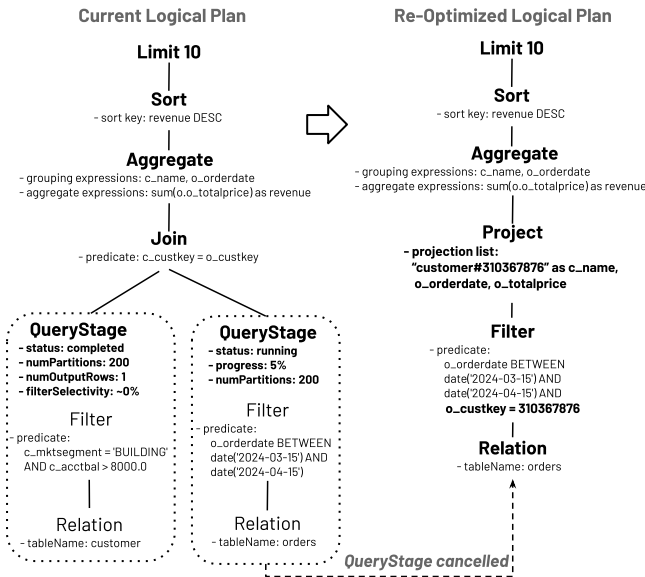 Current Logical Plan
Limit 10
Sort
- sort key: revenue DESC
Aggregate
- grouping expressions: c_name, o_orderdate
- aggregate expressions: sum(o.o_totalprice) as revenue
Join
- predicate: c_custkey = o_custkey
QueryStage
- status: completed
- numPartitions: 200
- numOutputRows: 1
- filterSelectivity: ~0%
Filter
- predicate:
c_mktsegment = 'BUILDING'
AND c_acctbal > 8000.0
Relation
- tableName: customer
QueryStage
- status: running
- progress: 5%
- numPartitions: 200
Filter
- predicate:
o_orderdate BETWEEN
date('2024-03-15') AND
date('2024-04-15')
Relation
- tableName: orders
Re-Optimized Logical Plan
Limit 10
Sort
- sort key: revenue DESC
Aggregate
- grouping expressions: c_name, o_orderdate
- aggregate expressions: sum(o.o_totalprice) as revenue
Project
- projection list:
“customer#310367876” as c_name,
o_orderdate, o_totalprice
Filter
- predicate:
o_orderdate BETWEEN
date('2024-03-15') AND
date('2024-04-15') AND
o_custkey = 310367876
Relation
- tableName: orders
QueryStage cancelled